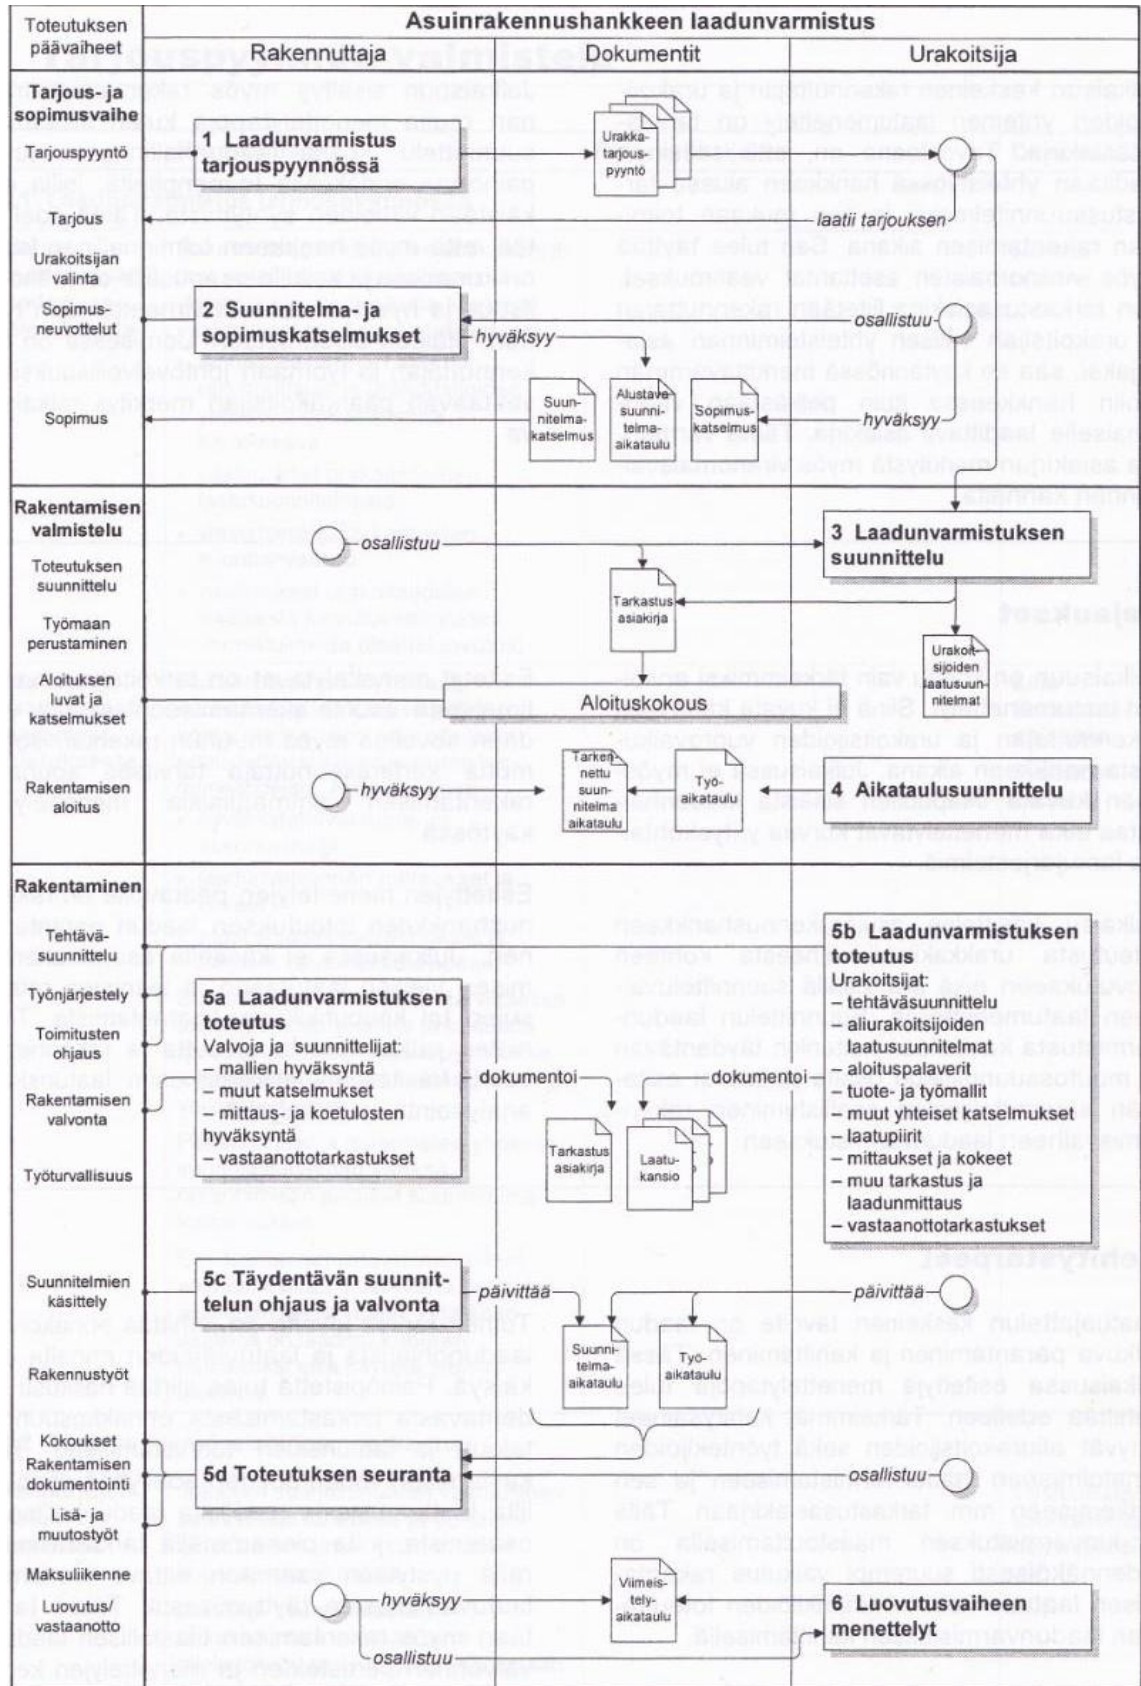 Toteutuksen
päävaiheet
Asuinrakennushankkeen laadunvarmistus
Rakennuttaja
Dokumentit
Urakoitsija
Tarjous- ja
sopimusvaihe
Tarjouspyyntö
1 Laadunvarmistus
tarjouspyynnössä
Urakka-
tarjous-
pyyntö
Tarjous
laatii tarjouksen
Urakoitsijan
valinta
Sopimus-
neuvottelut
2 Suunnitelma- ja
sopimuskatselmukset
hyväksyy
osallistuu
Sopimus
Suun-
nitelma-
katselmus
Alustava
suunni-
telma-
aikataulu
Sopimus-
katselmus
hyväksyy
Rakentamisen
valmistelu
osallistuu
3 Laadunvarmistuksen
suunnittelu
Toteutuksen
suunnittelu
Tarkastus
asiakirja
Työmaan
perustaminen
Urakoit
sijoiden
laatusuun
nitelmat
Aloituksen
luvat ja
katselmukset
Aloituskokous
Rakentamisen
aloitus
hyväksyy
Tarken
nettu
suun-
nitelma
aikataulu
Työ-
aikataulu
4 Aikataulusuunnittelu
Rakentaminen
Tehtävä-
suunnittelu
Työnjärjestely
Toimitusten
ohjaus
Rakentamisen
valvonta
Työturvallisuus
5a Laadunvarmistuksen
toteutus
Valvoja ja suunnittelijat:
– mallien hyväksyntä
– muut katselmukset
– mittaus- ja koetulosten
hyväksyntä
– vastaanottotarkastukset
dokumentoi
dokumentoi
Tarkastus
asiakirja
Laatu-
kansio
5b Laadunvarmistuksen
toteutus
Urakoitsijat:
– tehtäväsuunnittelu
– aliurakoitsijoiden
laatusuunnitelmat
– aloituspalaverit
– tuote- ja työmallit
– muut yhteiset katselmukset
– laatupiirit
– mittaukset ja kokeet
– muu tarkastus ja
laadunmittaus
– vastaanottotarkastukset
Suunnitelmien
käsittely
5c Täydentävän suunnit-
telun ohjaus ja valvonta
päivittää
päivittää
Rakennustyöt
Suunni-
telma-
aikataulu
Työ-
aikataulu
Kokoukset
Rakentamisen
dokumentointi
Lisä- ja
muutostyöt
5d Toteutuksen seuranta
osallistuu
Maksuliikenne
Luovutus/
vastaanotto
hyväksyy
Viimeis-
tely-
aikataulu
6 Luovutusvaiheen
menettelyt
osallistuu